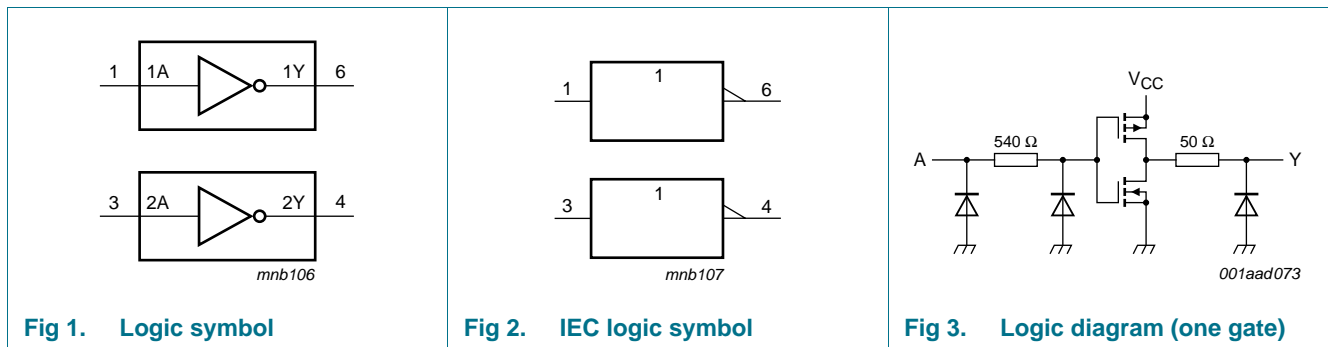 1 1A 1Y 6
3 2A 2Y 4
mnb106
Fig 1. Logic symbol
1 1 6
3 1 4
mnb107
Fig 2. IEC logic symbol
VCC
A 540 Ω 50 Ω Y
001aad073
Fig 3. Logic diagram (one gate)